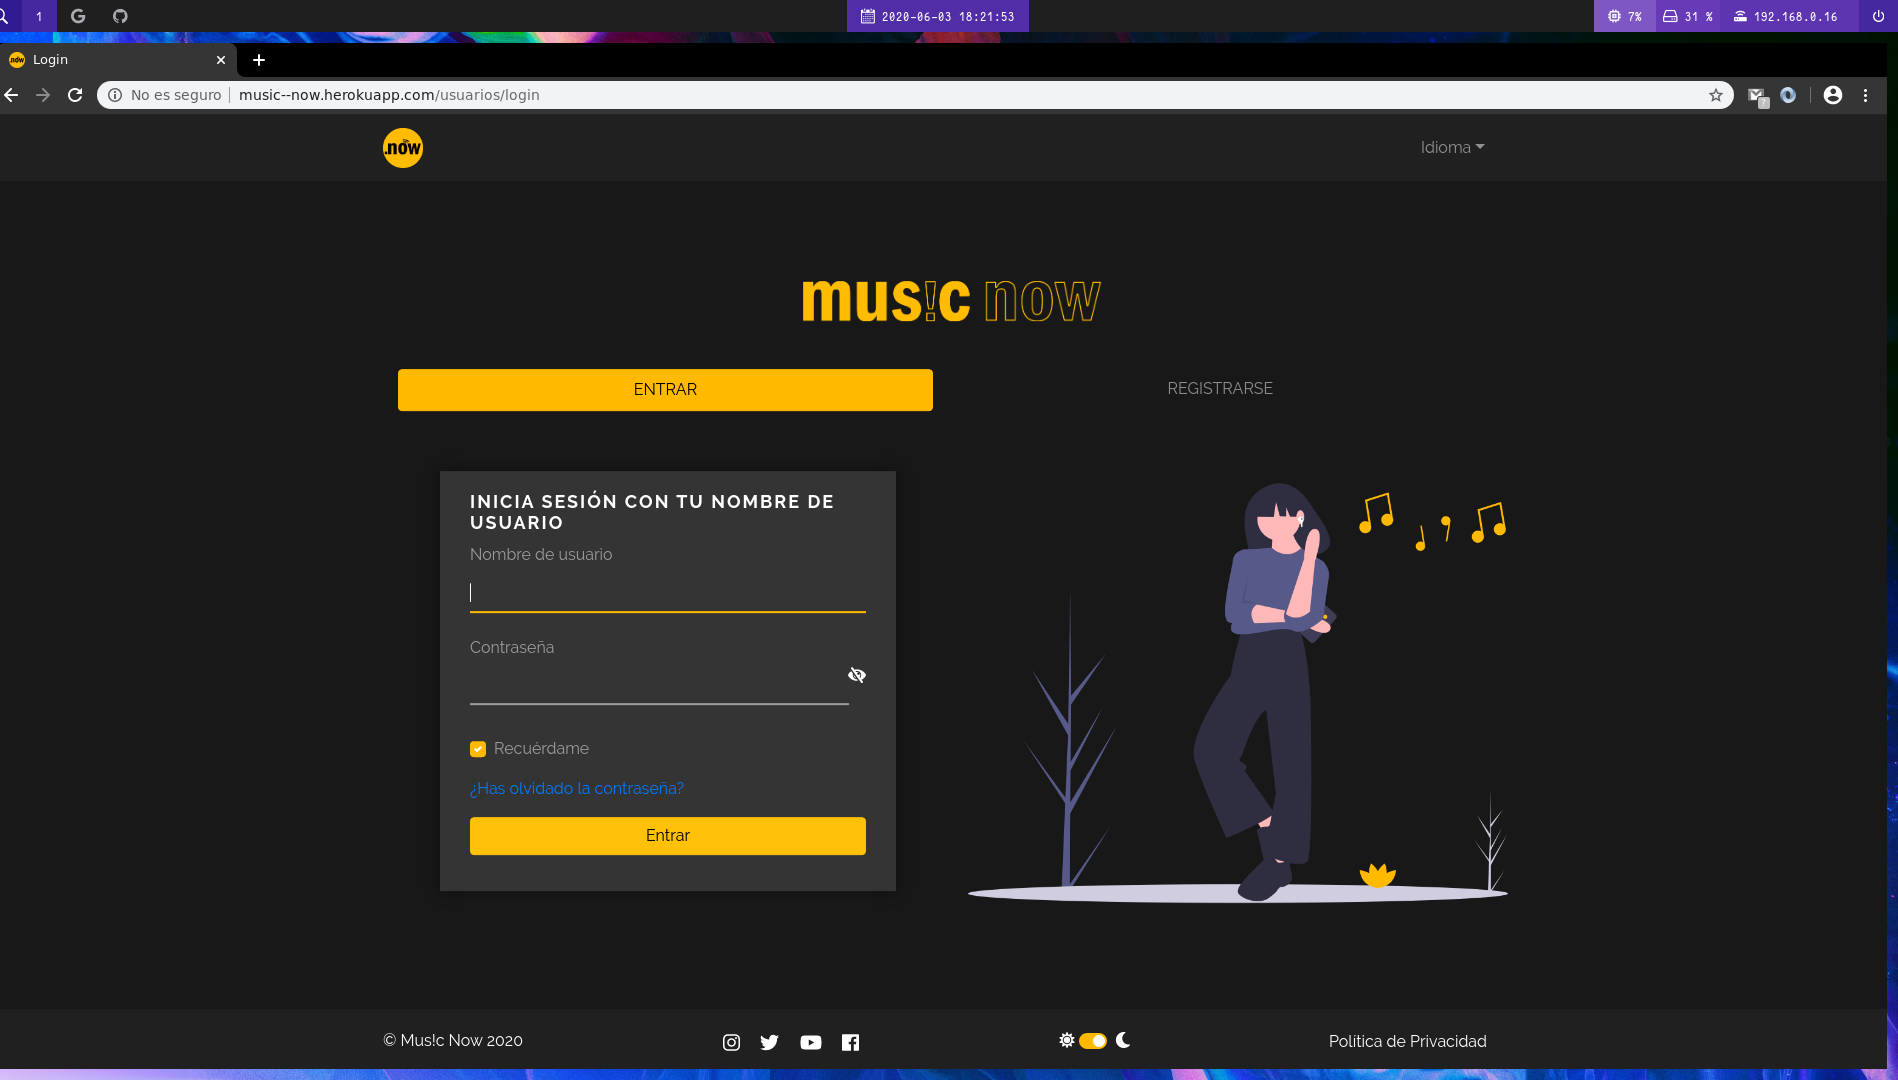 1
2020-06-03 18:21:53
7%
31 %
192.168.0.16
.now Login
No es seguro music--now.herokuapp.com/usuarios/login
.now
Idioma
mus!c now
ENTRAR
REGISTRARSE
INICIA SESIÓN CON TU NOMBRE DE
USUARIO
Nombre de usuario
Contraseña
Recuérdame
¿Has olvidado la contraseña?
Entrar
© Mus!c Now 2020
Política de Privacidad